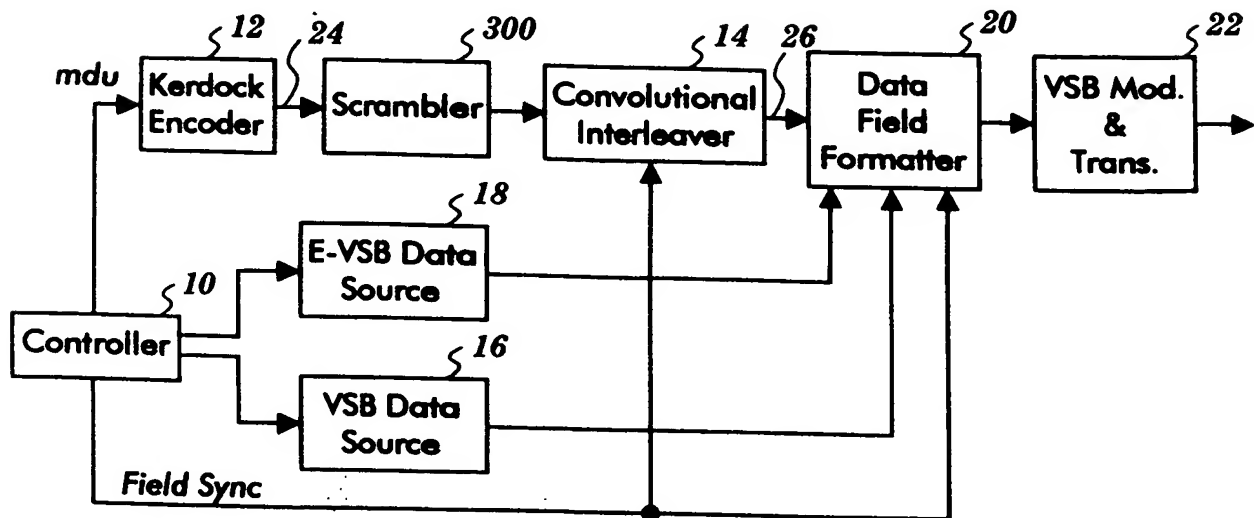 12
24
300
14
26
20
22
mdu
Kerdock
Encoder
Scrambler
Convolutional
Interleaver
Data
Field
Formatter
VSB Mod.
&
Trans.
18
E-VSB Data
Source
10
Controller
16
VSB Data
Source
Field Sync